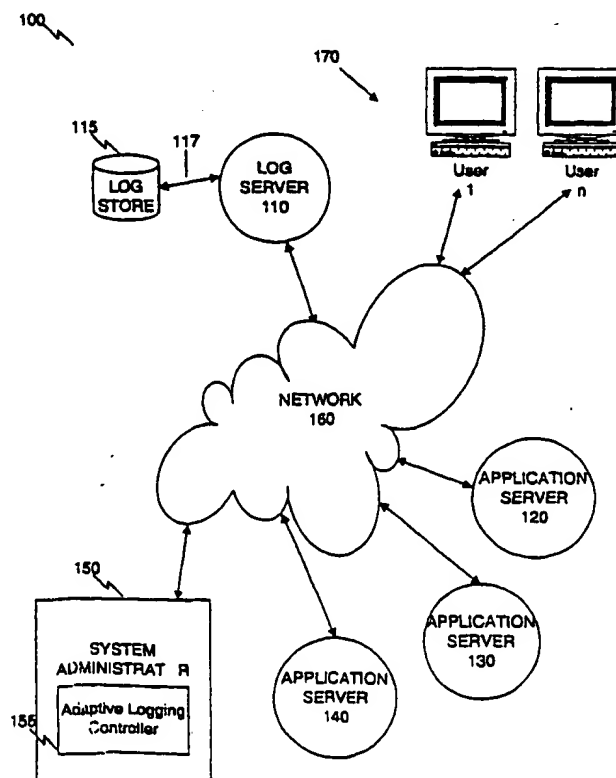 100
170
115
117
LOG
STORE
LOG
SERVER
110
User
1
User
n
NETWORK
160
APPLICATION
SERVER
120
APPLICATION
SERVER
130
APPLICATION
SERVER
140
150
SYSTEM
ADMINISTRAT R
155
Adaptive Logging
Controller